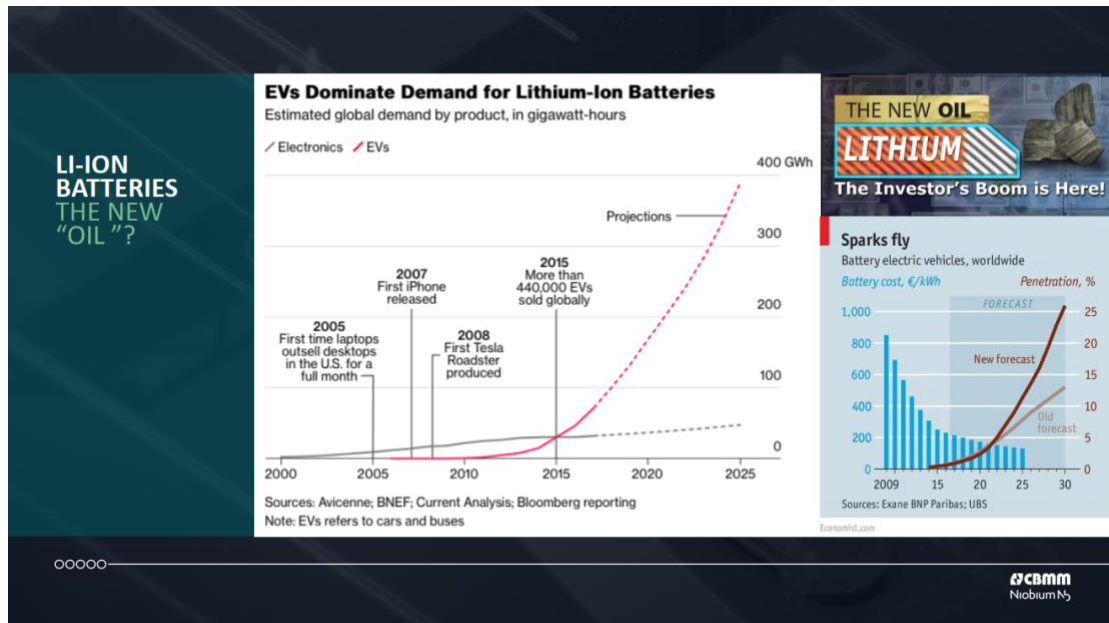 LI-ION
BATTERIES
THE NEW
“OIL ”?
EVs Dominate Demand for Lithium-Ion Batteries
Estimated global demand by product, in gigawatt-hours
Electronics
EVs
400 GWh
300
200
100
0
Projections
2005
First time laptops
outsell desktops
in the U.S. for a
full month
2007
First iPhone
released
2008
First Tesla
Roadster
produced
2015
More than
440,000 EVs
sold globally
2000
2005
2010
2015
2020
2025
Sources: Avicenne; BNEF; Current Analysis; Bloomberg reporting
Note: EVs refers to cars and buses
THE NEW OIL
LITHIUM
The Investor's Boom is Here!
Sparks fly
Battery electric vehicles, worldwide
Battery cost, €/kWh
Penetration, %
FORECAST
1,000
800
600
400
200
0
25
20
15
10
5
0
New forecast
Old
forecast
2009
15
20
25
30
Sources: Exane BNP Paribas; UBS
Economist.com
CBMM
Niobium N5